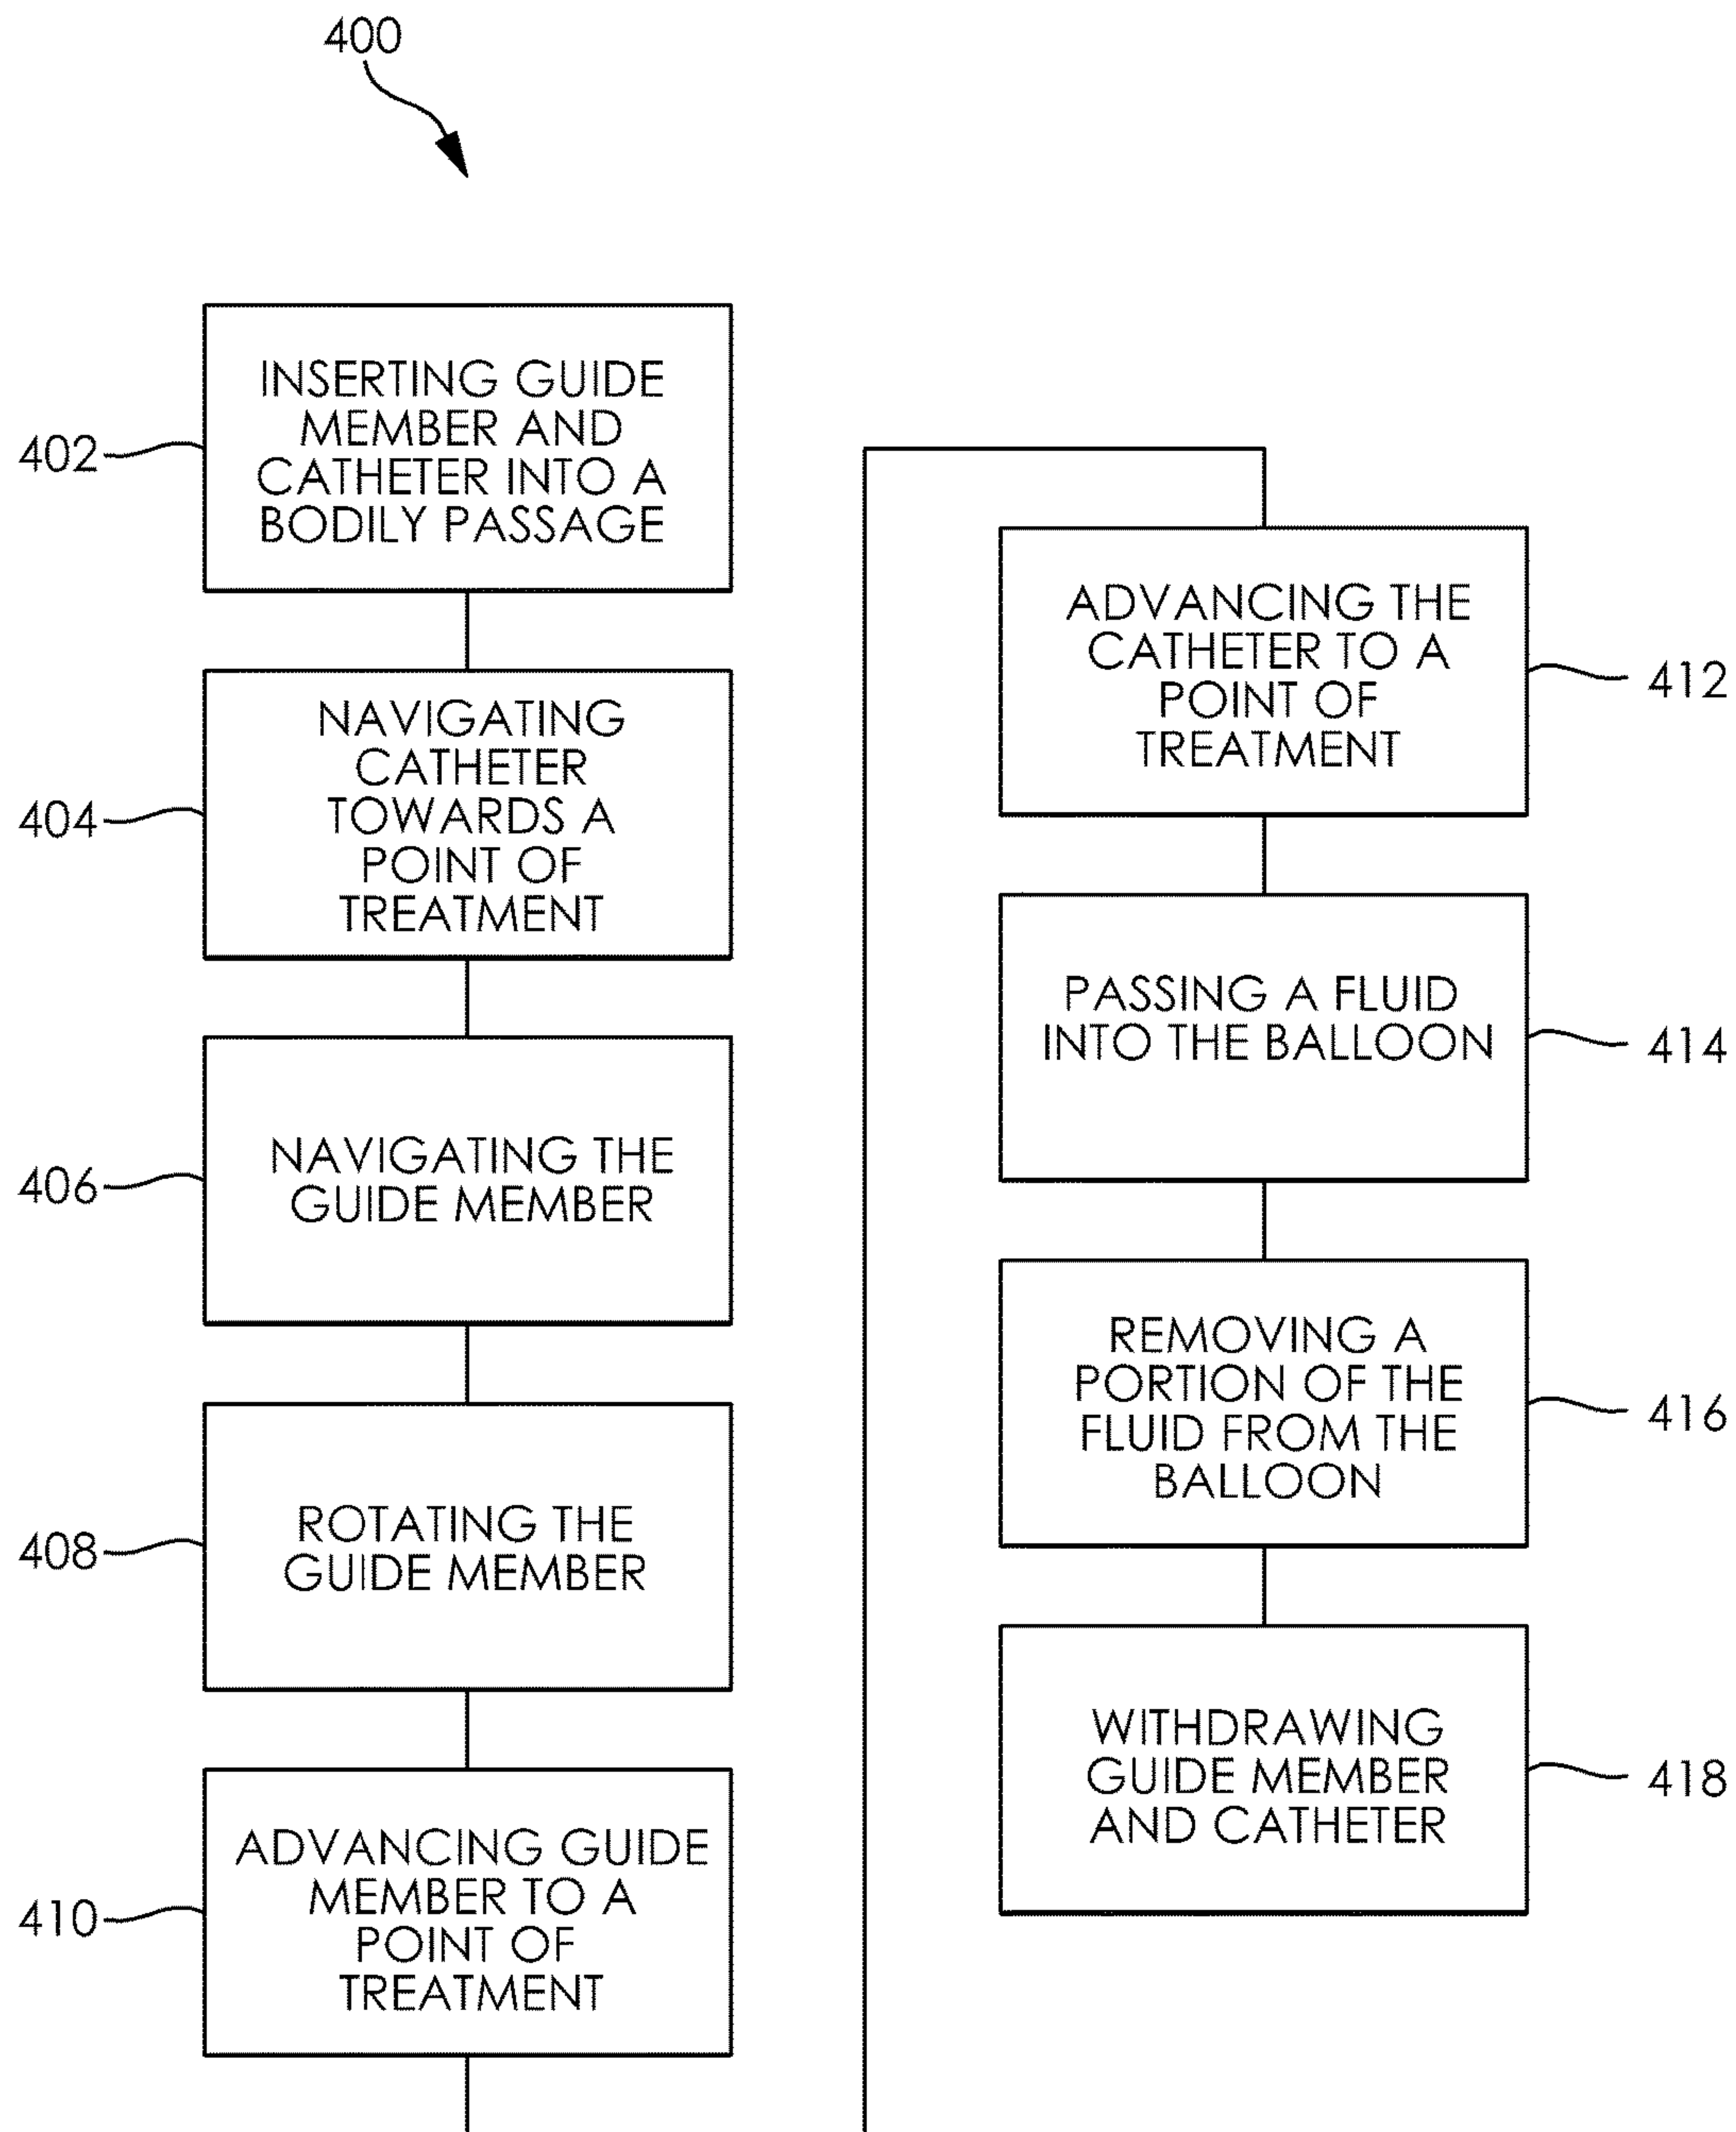 400
402
INSERTING GUIDE
MEMBER AND
CATHETER INTO A
BODILY PASSAGE
404
NAVIGATING
CATHETER
TOWARDS A
POINT OF
TREATMENT
406
NAVIGATING THE
GUIDE MEMBER
408
ROTATING THE
GUIDE MEMBER
410
ADVANCING GUIDE
MEMBER TO A
POINT OF
TREATMENT
ADVANCING THE
CATHETER TO A
POINT OF
TREATMENT
412
PASSING A FLUID
INTO THE BALLOON
414
REMOVING A
PORTION OF THE
FLUID FROM THE
BALLOON
416
WITHDRAWING
GUIDE MEMBER
AND CATHETER
418